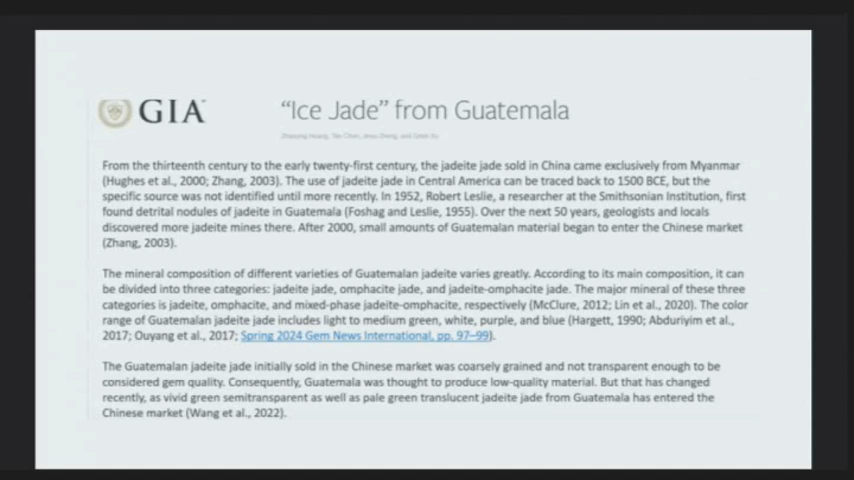 GIA
“Ice Jade” from Guatemala
From the thirteenth century to the early twenty-first century, the jadeite jade sold in China came exclusively from Myanmar
(Hughes et al., 2000; Zhang, 2003). The use of jadeite jade in Central America can be traced back to 1500 BCE, but the
specific source was not identified until more recently. In 1952, Robert Leslie, a researcher at the Smithsonian Institution, first
found detrital nodules of jadeite in Guatemala (Foshag and Leslie, 1955). Over the next 50 years, geologists and locals
discovered more jadeite mines there. After 2000, small amounts of Guatemalan material began to enter the Chinese market
(Zhang, 2003).
The mineral composition of different varieties of Guatemalan jadeite varies greatly. According to its main composition, it can
be divided into three categories: jadeite jade, omphacite jade, and jadeite-omphacite jade. The major mineral of these three
categories is jadeite, omphacite, and mixed-phase jadeite-omphacite, respectively (McClure, 2012; Lin et al., 2020). The color
range of Guatemalan jadeite jade includes light to medium green, white, purple, and blue (Hargett, 1990; Abduriyim et al.,
2017; Ouyang et al., 2017; Spring 2024 Gem News International, pp. 97–99).
The Guatemalan jadeite jade initially sold in the Chinese market was coarsely grained and not transparent enough to be
considered gem quality. Consequently, Guatemala was thought to produce low-quality material. But that has changed
recently, as vivid green semitransparent as well as pale green translucent jadeite jade from Guatemala has entered the
Chinese market (Wang et al., 2022).